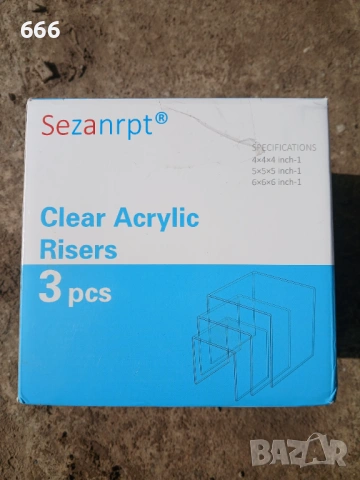 666
Sezanrpt®
SPECIFICATIONS
4×4×4 inch-1
5×5×5 inch-1
6×6×6 inch-1
Clear Acrylic
Risers
3 pcs
BAZAR